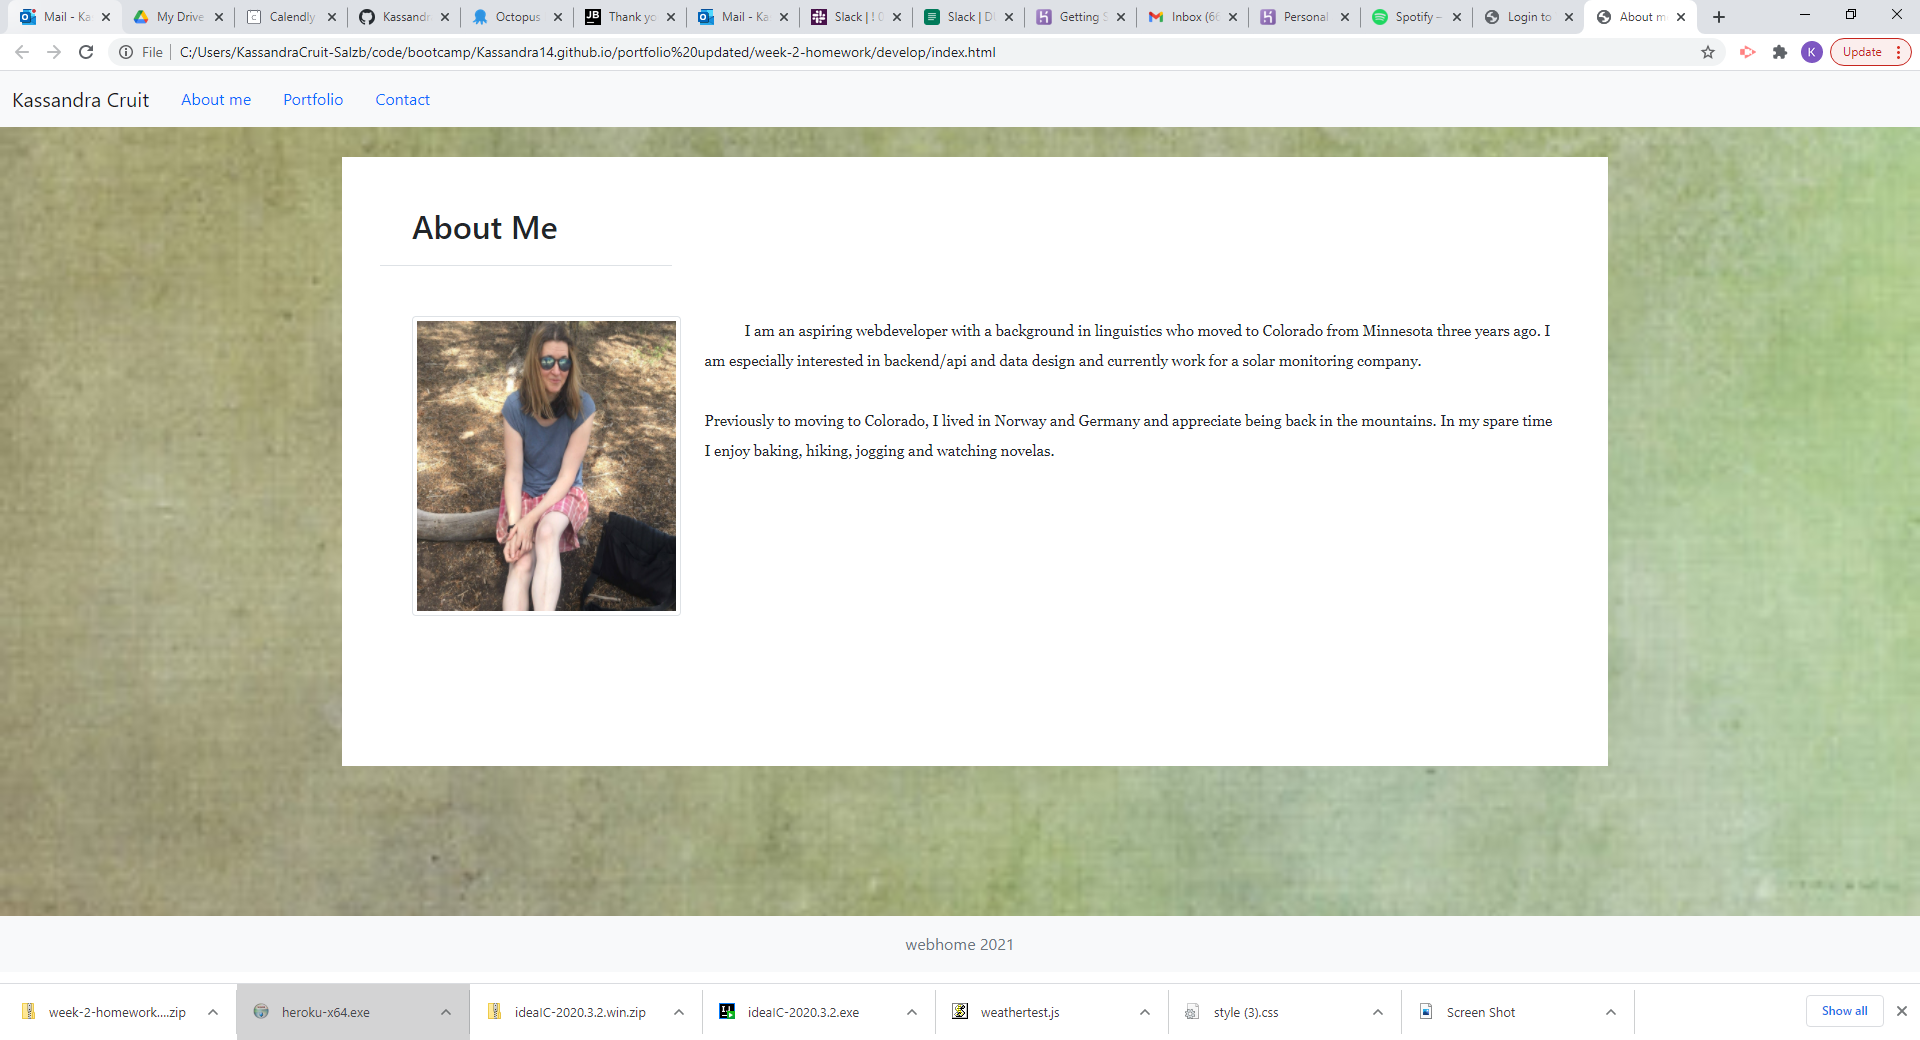 Mail - Ka
My Drive
Calendly
Kassandr
Octopus
JB Thank yo
Mail - Ka
Slack | ! 
Slack | D
Getting S
Inbox (66
Personal
Spotify –
Login to
About m
File C:/Users/KassandraCruit-Salzb/code/bootcamp/Kassandra14.github.io/portfolio%20updated/week-2-homework/develop/index.html
K
Update
Kassandra Cruit About me Portfolio Contact
About Me
I am an aspiring webdeveloper with a background in linguistics who moved to Colorado from Minnesota three years ago. I
am especially interested in backend/api and data design and currently work for a solar monitoring company.
Previously to moving to Colorado, I lived in Norway and Germany and appreciate being back in the mountains. In my spare time
I enjoy baking, hiking, jogging and watching novelas.
webhome 2021
week-2-homework....zip
heroku-x64.exe
ideaIC-2020.3.2.win.zip
ideaIC-2020.3.2.exe
weathertest.js
style (3).css
Screen Shot
Show all